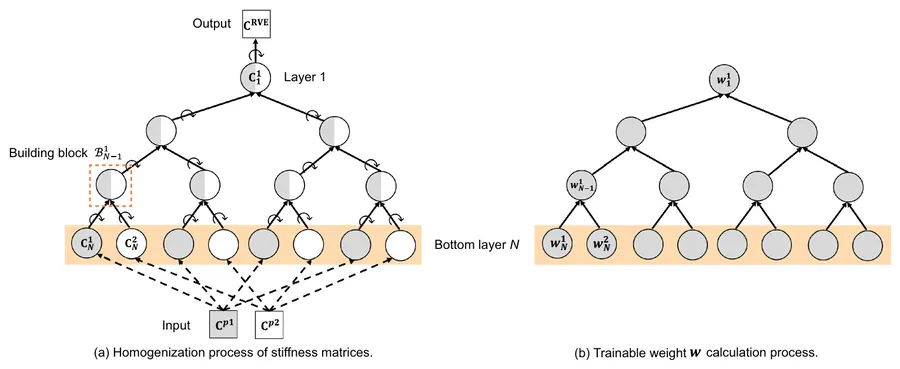 Output C^RVE
C_1^1 Layer 1
w_1^1
Building block 𝓑_{N−1}^1
w_{N−1}^1
C_N^1 C_N^2
Bottom layer N
w_N^1 w_N^2
Input C^{p1} C^{p2}
(a) Homogenization process of stiffness matrices.
(b) Trainable weight w calculation process.